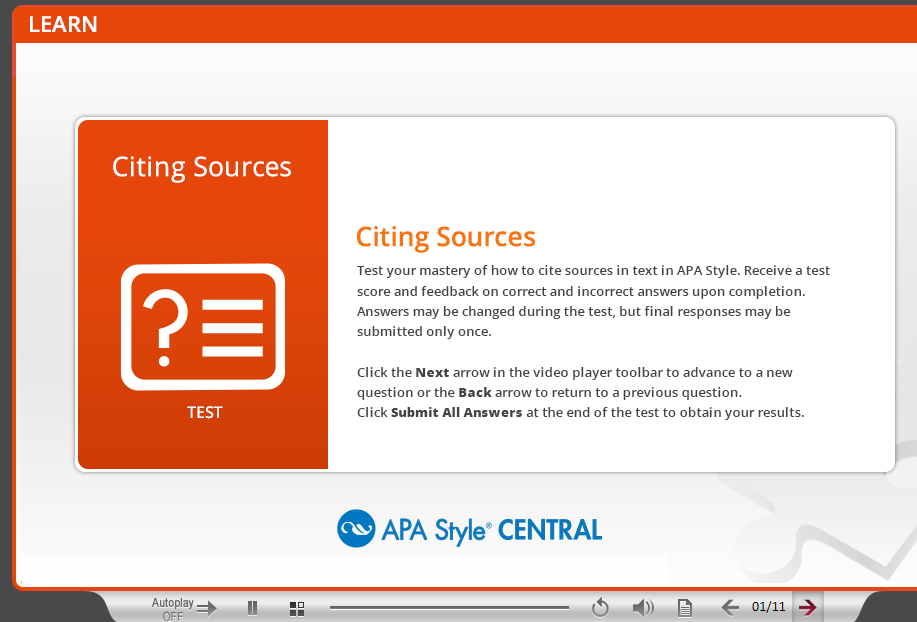 LEARN
Citing Sources
TEST
Citing Sources
Test your mastery of how to cite sources in text in APA Style. Receive a test
score and feedback on correct and incorrect answers upon completion.
Answers may be changed during the test, but final responses may be
submitted only once.
Click the Next arrow in the video player toolbar to advance to a new
question or the Back arrow to return to a previous question.
Click Submit All Answers at the end of the test to obtain your results.
APA Style® CENTRAL
Autoplay
OFF
01/11